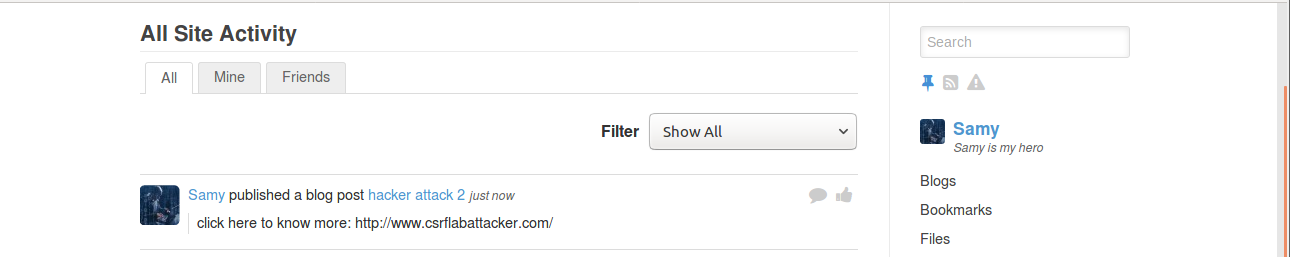 All Site Activity
All
Mine
Friends
Filter
Show All
Samy published a blog post hacker attack 2 just now
click here to know more: http://www.csrflabattacker.com/
Search
Samy
Samy is my hero
Blogs
Bookmarks
Files